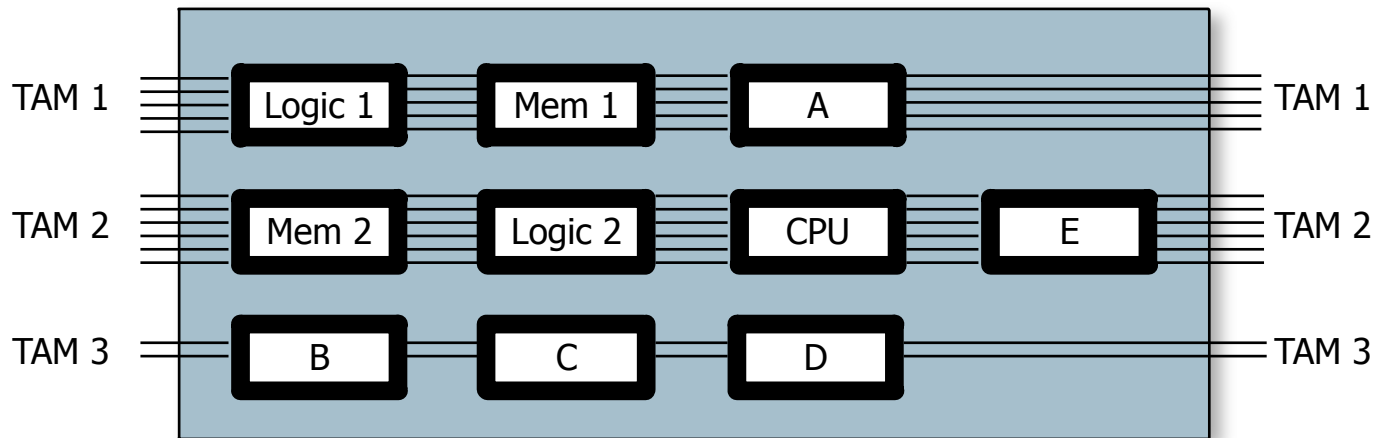 TAM 1 Logic 1 Mem 1 A TAM 1
TAM 2 Mem 2 Logic 2 CPU E TAM 2
TAM 3 B C D TAM 3